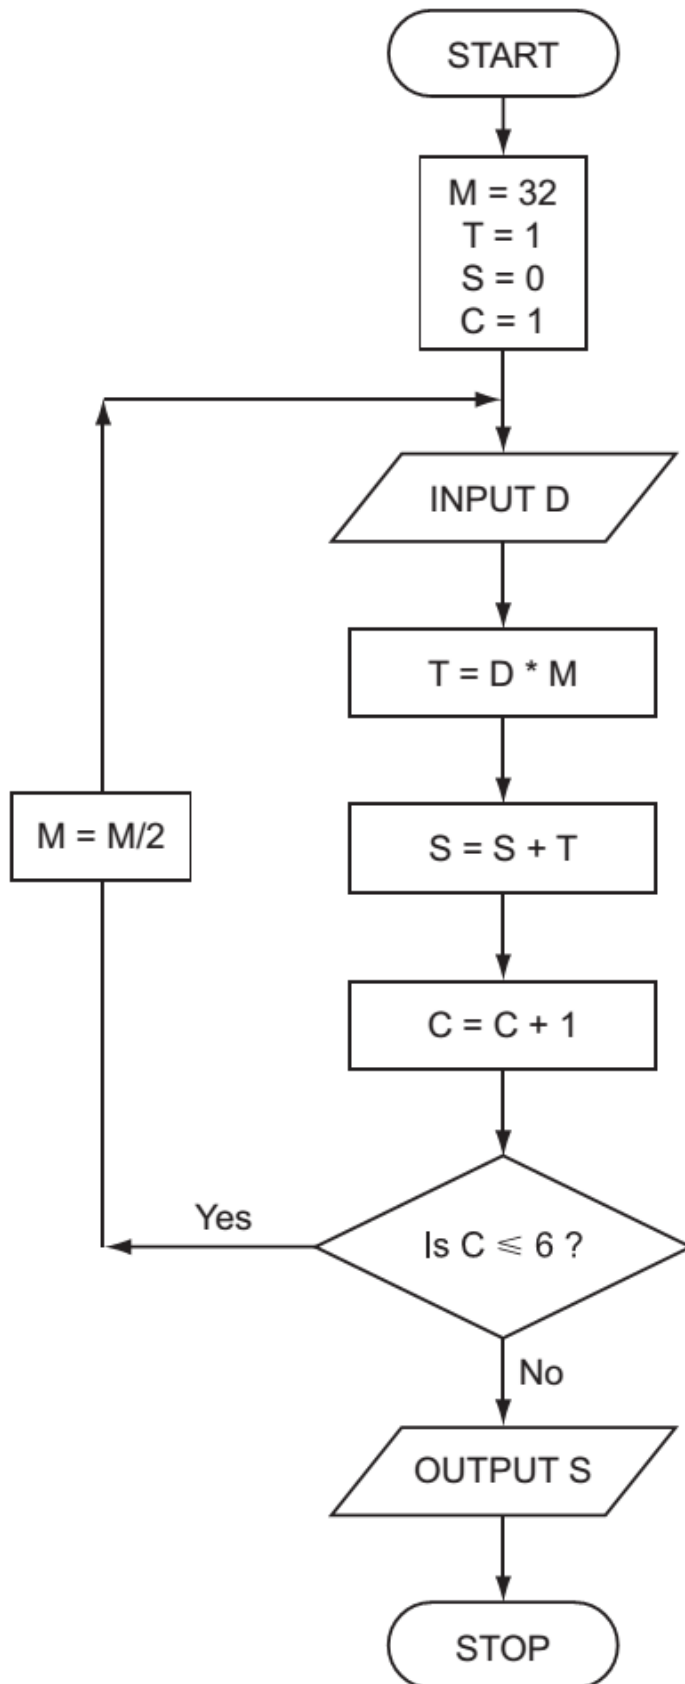 START
M = 32
T = 1
S = 0
C = 1
INPUT D
T = D * M
M = M/2
S = S + T
C = C + 1
Yes
Is C ⩽ 6 ?
No
OUTPUT S
STOP